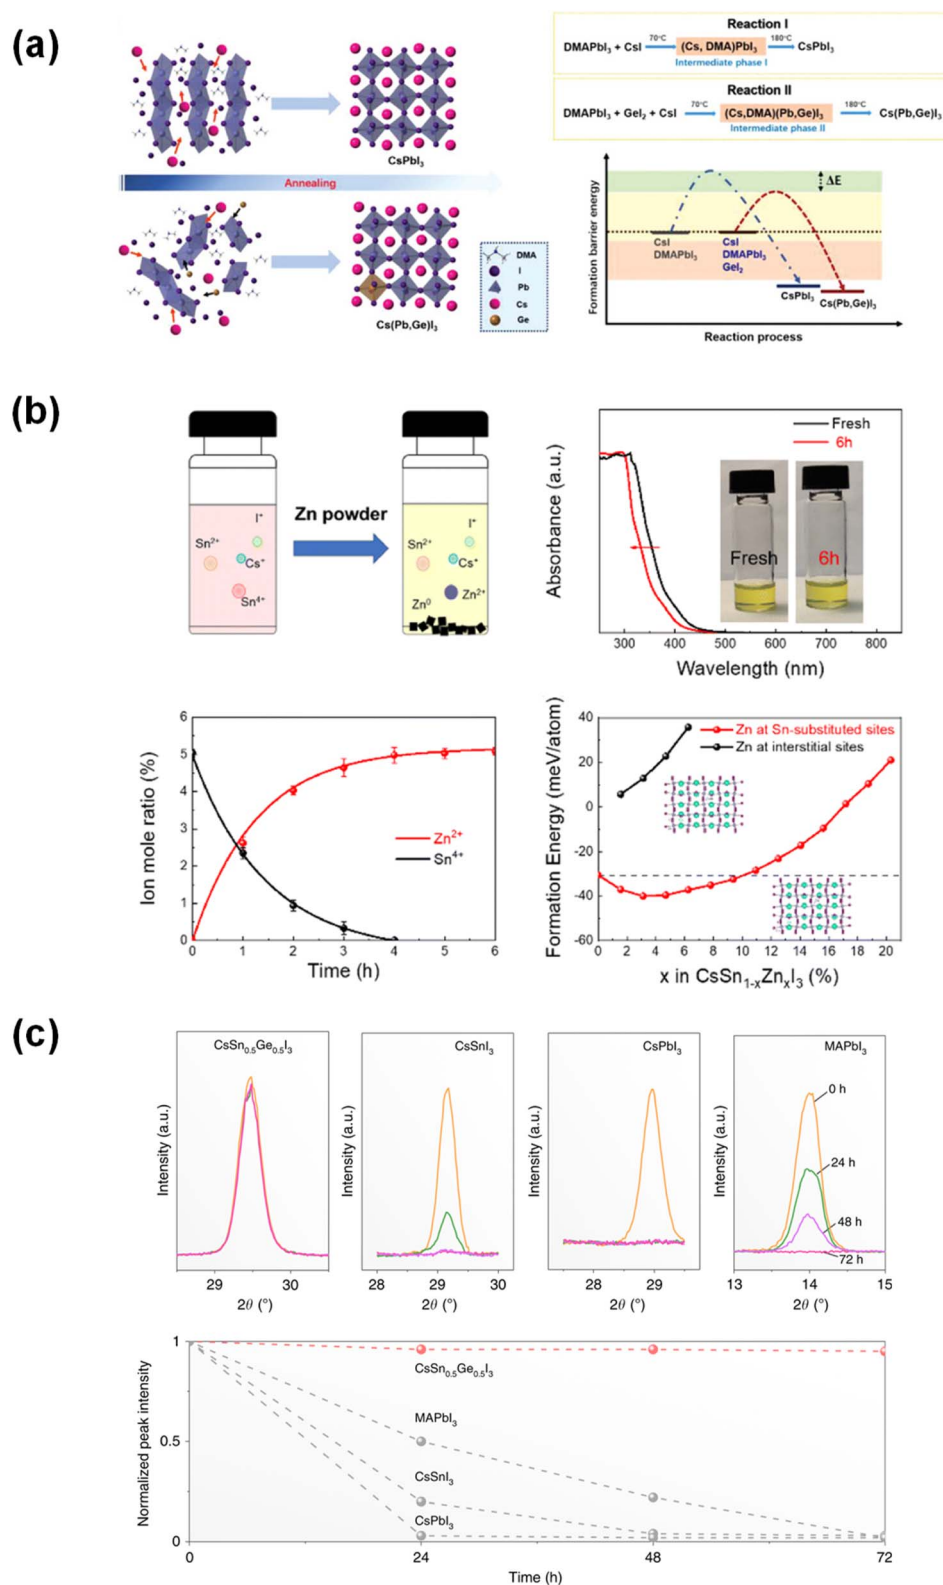 (a)
CsPbI₃
Annealing
Cs(Pb,Ge)I₃
DMA
I
Pb
Cs
Ge
Reaction I
DMAPbI₃ + CsI 70°C (Cs, DMA)PbI₃ 180°C CsPbI₃
Intermediate phase I
Reaction II
DMAPbI₃ + GeI₂ + CsI 70°C (Cs,DMA)(Pb,Ge)I₃ 180°C Cs(Pb,Ge)I₃
Intermediate phase II
Formation barrier energy
ΔE
CsI
DMAPbI₃
CsI
DMAPbI₃
GeI₂
CsPbI₃
Cs(Pb,Ge)I₃
Reaction process
(b)
I⁺
Sn²⁺
Cs⁺
Sn⁴⁺
Zn powder
I⁺
Sn²⁺
Cs⁺
Zn²⁺
Zn⁰
Absorbance (a.u.)
Fresh
6h
Fresh
6h
300 400 500 600 700 800
Wavelength (nm)
Ion mole ratio (%)
6
5
4
3
2
1
0
Zn²⁺
Sn⁴⁺
0 1 2 3 4 5 6
Time (h)
Formation Energy (meV/atom)
40
20
0
-20
-40
-60
Zn at Sn-substituted sites
Zn at interstitial sites
0 2 4 6 8 10 12 14 16 18 20
x in CsSn₁₋ₓZnₓI₃ (%)
(c)
CsSn₀.₅Ge₀.₅I₃
Intensity (a.u.)
29 30
2θ (°)
CsSnI₃
Intensity (a.u.)
28 29 30
2θ (°)
CsPbI₃
Intensity (a.u.)
28 29
2θ (°)
MAPbI₃
Intensity (a.u.)
0 h
24 h
48 h
72 h
13 14 15
2θ (°)
Normalized peak intensity
1
0.5
0
CsSn₀.₅Ge₀.₅I₃
MAPbI₃
CsSnI₃
CsPbI₃
0 24 48 72
Time (h)